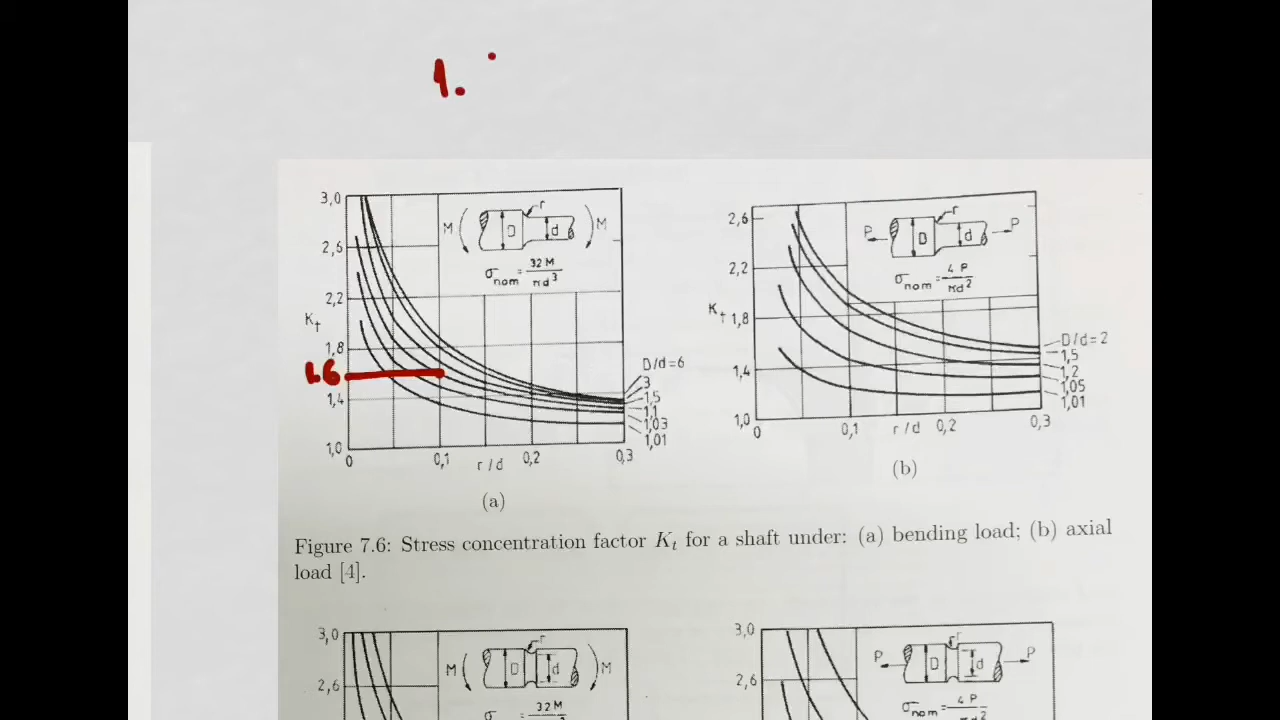 1.
3,0
2,6
2,2
Kt
1,8
1.6
1,4
1,0
0
0,1
r/d
0,2
0,3
M
D
r
d
M
σnom = 32 M / πd³
D/d=6
3
1,5
1,1
1,03
1,01
(a)
2,6
2,2
Kt 1,8
1,4
1,0
0
0,1
r/d
0,2
0,3
P
D
r
d
P
σnom = 4 P / πd²
D/d=2
1,5
1,2
1,05
1,01
(b)
Figure 7.6: Stress concentration factor Kt for a shaft under: (a) bending load; (b) axial
load [4].
3,0
2,6
M
D
r
d
M
σ = 32 M
3,0
2,6
P
D
r
d
P
σnom = 4 P / πd²